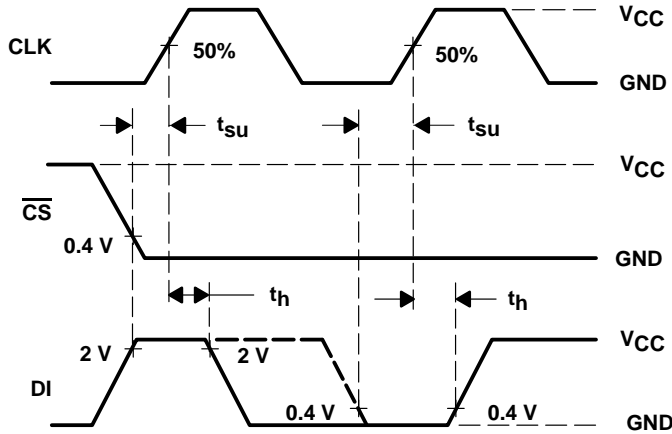 CLK
50%
50%
VCC
GND
tsu
tsu
VCC
CS
0.4 V
GND
th
th
VCC
2 V
2 V
DI
0.4 V
0.4 V
GND